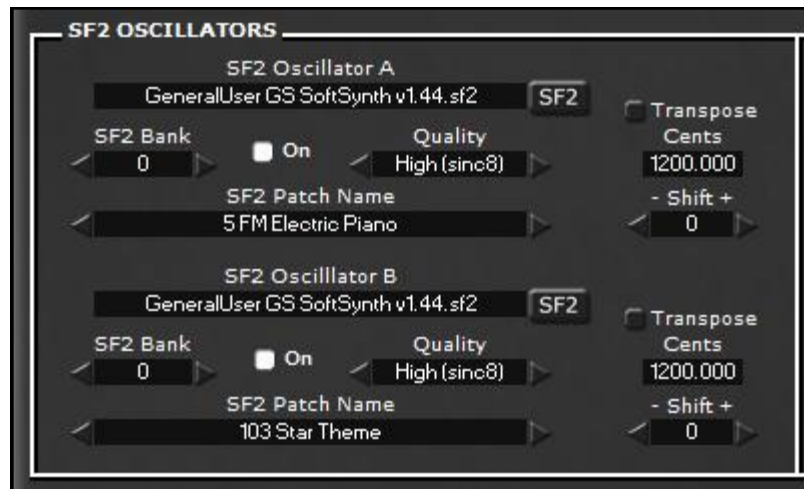 SF2 OSCILLATORS
SF2 Oscillator A
GeneralUser GS SoftSynth v1.44.sf2 SF2
Transpose
SF2 Bank On Quality Cents
0 High (sinc8) 1200.000
SF2 Patch Name - Shift +
5 FM Electric Piano 0
SF2 Oscilllator B
GeneralUser GS SoftSynth v1.44.sf2 SF2
Transpose
SF2 Bank On Quality Cents
0 High (sinc8) 1200.000
SF2 Patch Name - Shift +
103 Star Theme 0